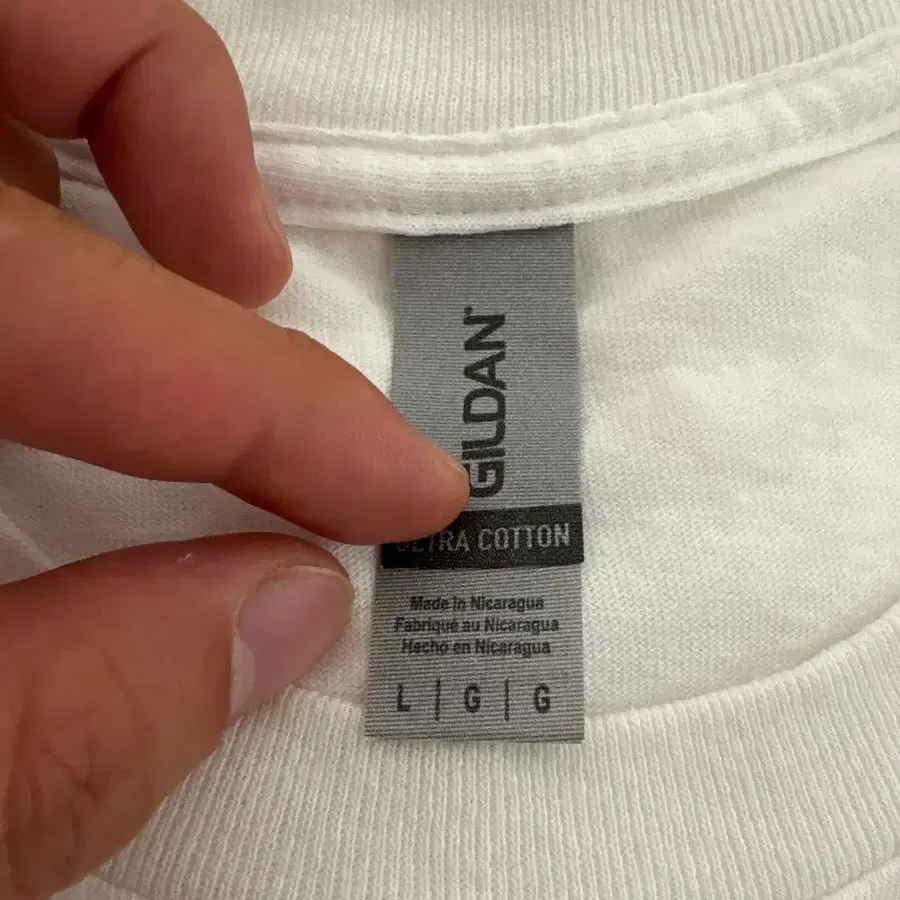 GILDAN
ULTRA COTTON
Made in Nicaragua
Fabriqué au Nicaragua
Hecho en Nicaragua
L | G | G